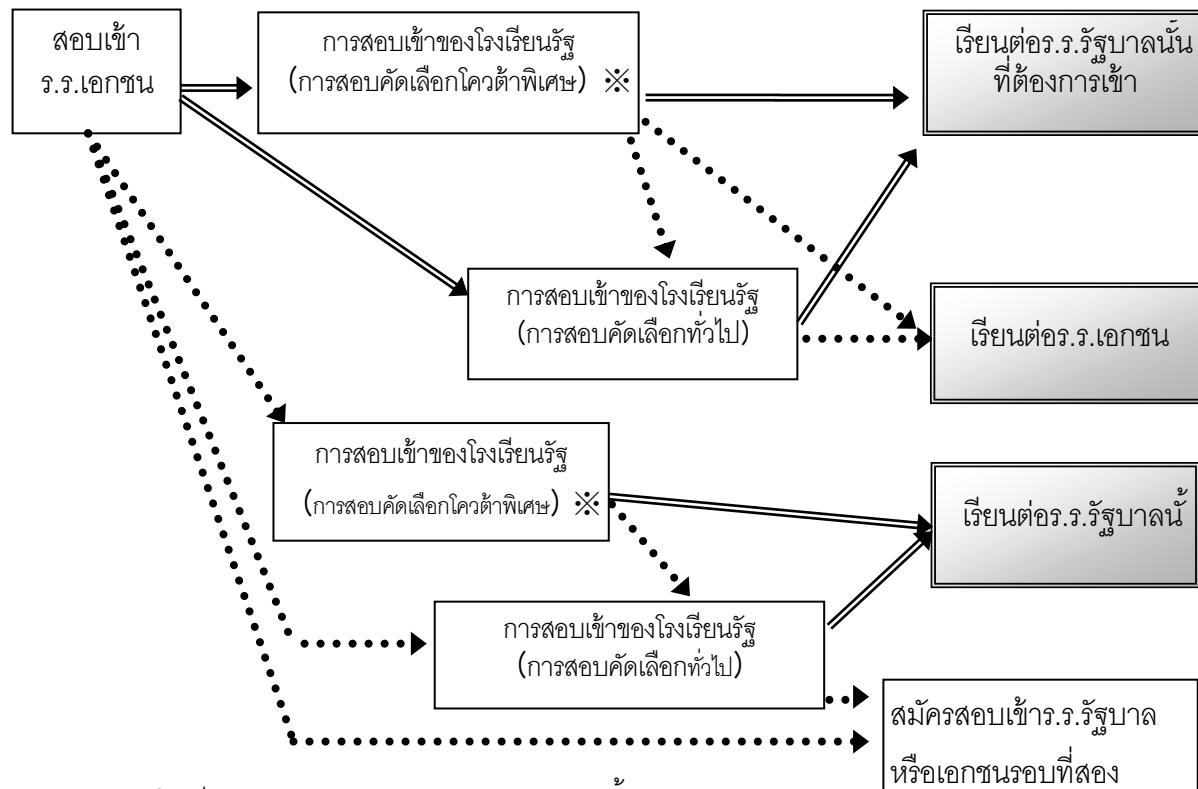 สอบเข้า
ร.ร.เอกชน
การสอบเข้าของโรงเรียนรัฐ
(การสอบคัดเลือกโควต้าพิเศษ) ※
เรียนต่อร.ร.รัฐบาลนั้น
ที่ต้องการเข้า
การสอบเข้าของโรงเรียนรัฐ
(การสอบคัดเลือกทั่วไป)
เรียนต่อร.ร.เอกชน
การสอบเข้าของโรงเรียนรัฐ
(การสอบคัดเลือกโควต้าพิเศษ) ※
เรียนต่อร.ร.รัฐบาลนั้
การสอบเข้าของโรงเรียนรัฐ
(การสอบคัดเลือกทั่วไป)
สมัครสอบเข้าร.ร.รัฐบาล
หรือเอกชนรอบที่สอง